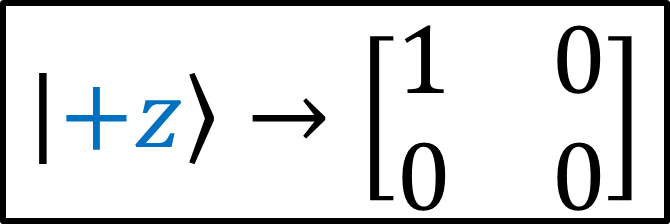 |+z⟩ → [1 0
0 0]